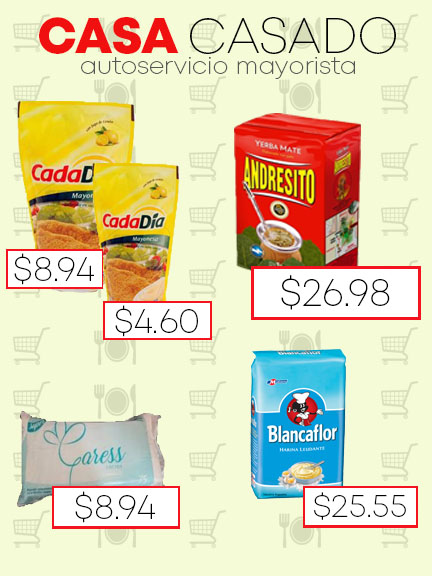 CASA CASADO
autoservicio mayorista
CadaDía
Mayonesa
CadaDía
Mayonesa
$8.94
$4.60
YERBA MATE
ANDRESITO
$26.98
Caress
$8.94
Blancaflor
HARINA LEUDANTE
$25.55